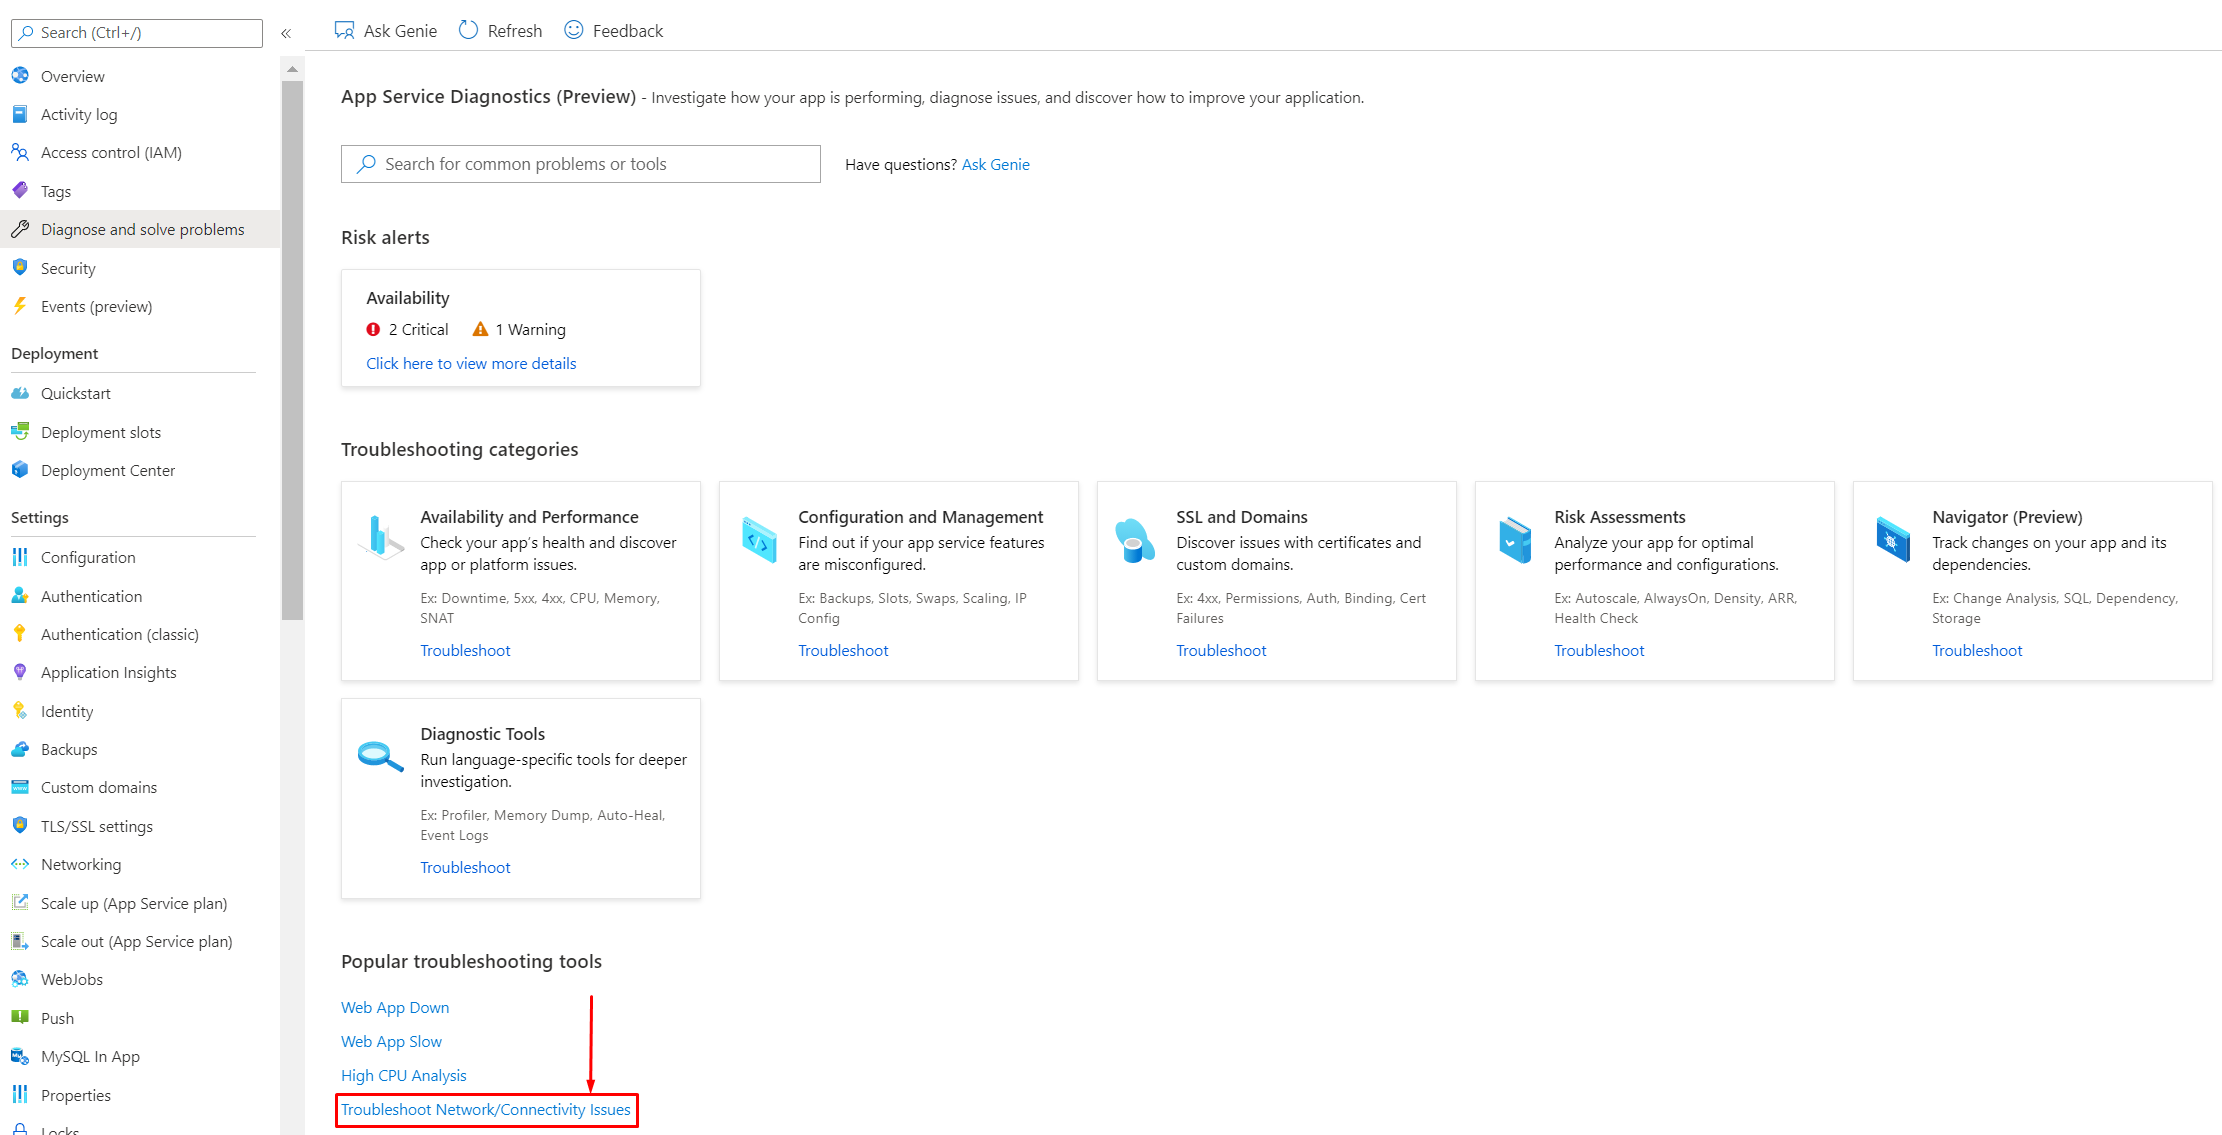 Search (Ctrl+/)
«
Overview
Activity log
Access control (IAM)
Tags
Diagnose and solve problems
Security
Events (preview)
Deployment
Quickstart
Deployment slots
Deployment Center
Settings
Configuration
Authentication
Authentication (classic)
Application Insights
Identity
Backups
Custom domains
TLS/SSL settings
Networking
Scale up (App Service plan)
Scale out (App Service plan)
WebJobs
Push
MySQL In App
Properties
Locks
Ask Genie Refresh Feedback
App Service Diagnostics (Preview) - Investigate how your app is performing, diagnose issues, and discover how to improve your application.
Search for common problems or tools
Have questions? Ask Genie
Risk alerts
Availability
2 Critical 1 Warning
Click here to view more details
Troubleshooting categories
Availability and Performance
Check your app's health and discover
app or platform issues.
Ex: Downtime, 5xx, 4xx, CPU, Memory,
SNAT
Troubleshoot
Configuration and Management
Find out if your app service features
are misconfigured.
Ex: Backups, Slots, Swaps, Scaling, IP
Config
Troubleshoot
SSL and Domains
Discover issues with certificates and
custom domains.
Ex: 4xx, Permissions, Auth, Binding, Cert
Failures
Troubleshoot
Risk Assessments
Analyze your app for optimal
performance and configurations.
Ex: Autoscale, AlwaysOn, Density, ARR,
Health Check
Troubleshoot
Navigator (Preview)
Track changes on your app and its
dependencies.
Ex: Change Analysis, SQL, Dependency,
Storage
Troubleshoot
Diagnostic Tools
Run language-specific tools for deeper
investigation.
Ex: Profiler, Memory Dump, Auto-Heal,
Event Logs
Troubleshoot
Popular troubleshooting tools
Web App Down
Web App Slow
High CPU Analysis
Troubleshoot Network/Connectivity Issues